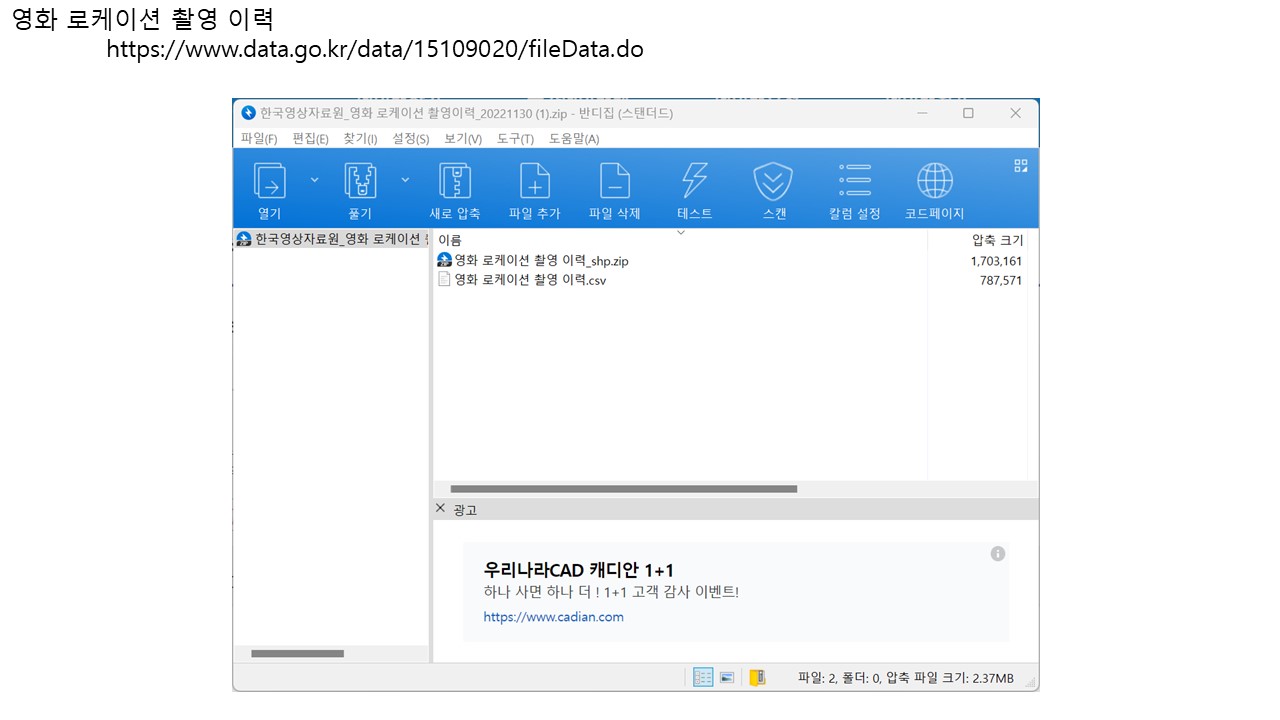 영화 로케이션 촬영 이력
https://www.data.go.kr/data/15109020/fileData.do
한국영상자료원_영화 로케이션 촬영이력_20221130 (1).zip - 반디집 (스탠더드)
파일(F) 편집(E) 찾기(I) 설정(S) 보기(V) 도구(T) 도움말(A)
열기 풀기 새로 압축 파일 추가 파일 삭제 테스트 스캔 칼럼 설정 코드페이지
한국영상자료원_영화 로케이션
이름 압축 크기
영화 로케이션 촬영 이력_shp.zip 1,703,161
영화 로케이션 촬영 이력.csv 787,571
광고
우리나라CAD 캐디안 1+1
하나 사면 하나 더 ! 1+1 고객 감사 이벤트!
https://www.cadian.com
파일: 2, 폴더: 0, 압축 파일 크기: 2.37MB